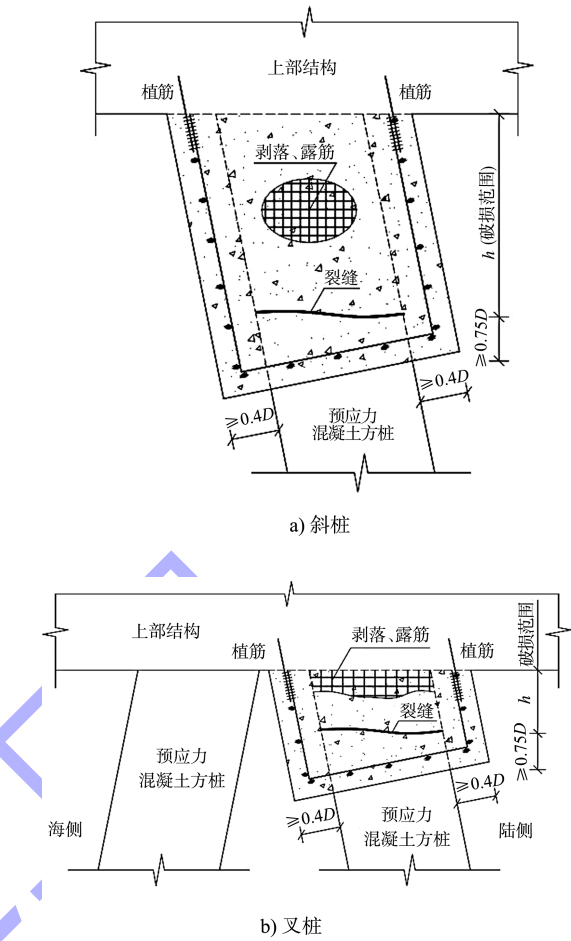 上部结构
植筋
植筋
剥落、露筋
h(破损范围)
裂缝
≥0.75D
≥0.4D
≥0.4D
预应力
混凝土方桩
a) 斜桩
上部结构
植筋
剥落、露筋
植筋
破损范围
h
裂缝
≥0.75D
预应力
混凝土方桩
≥0.4D
≥0.4D
预应力
混凝土方桩
海侧
陆侧
b) 叉桩